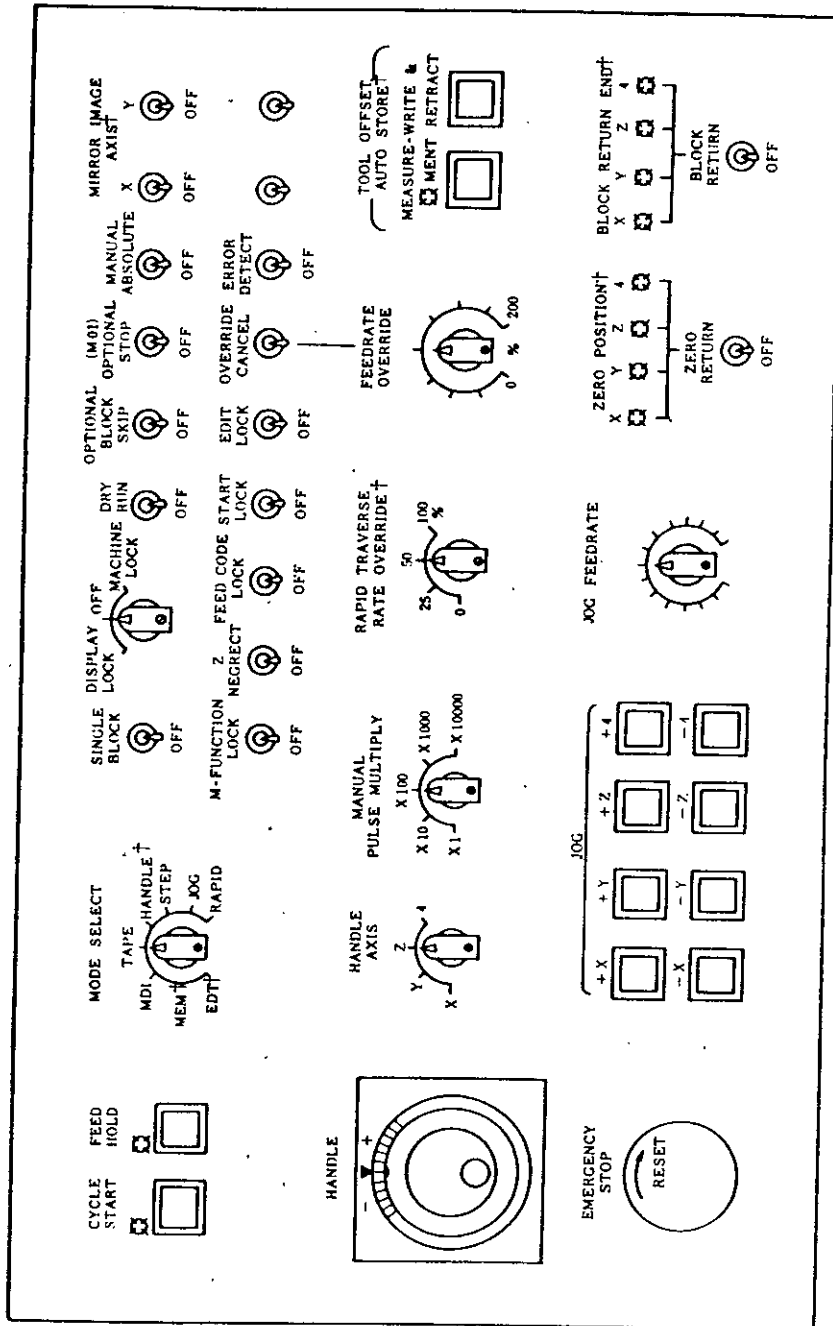 CYCLE
START
FEED
HOLD
MODE SELECT
EDT†
MEM†
MDI
TAPE
HANDLE†
STEP
JOG
RAPID
SINGLE
BLOCK
OFF
DISPLAY
LOCK
OFF
MACHINE
LOCK
DRY
RUN
OFF
OPTIONAL
BLOCK
SKIP
OFF
(M01)
OPTIONAL
STOP
OFF
MANUAL
ABSOLUTE
OFF
MIRROR IMAGE
AXIS†
X
OFF
Y
OFF
M-FUNCTION
LOCK
OFF
Z
NEGRECT
OFF
FEED CODE
LOCK
OFF
START
LOCK
OFF
EDIT
LOCK
OFF
OVERRIDE
CANCEL
ERROR
DETECT
OFF
HANDLE
- +
HANDLE
AXIS
X
Y
Z
4
MANUAL
PULSE MULTIPLY
X1
X10
X100
X1000
X10000
RAPID TRAVERSE
RATE OVERRIDE†
0
25
50
100
%
FEEDRATE
OVERRIDE
0
%
200
TOOL OFFSET
AUTO STORE†
MEASURE-WRITE &
MENT RETRACT
EMERGENCY
STOP
RESET
JOG
+X
+Y
+Z
+4
-X
-Y
-Z
-4
JOG FEEDRATE
ZERO POSITION†
X Y Z 4
ZERO
RETURN
OFF
BLOCK RETURN END†
X Y Z 4
BLOCK
RETURN
OFF